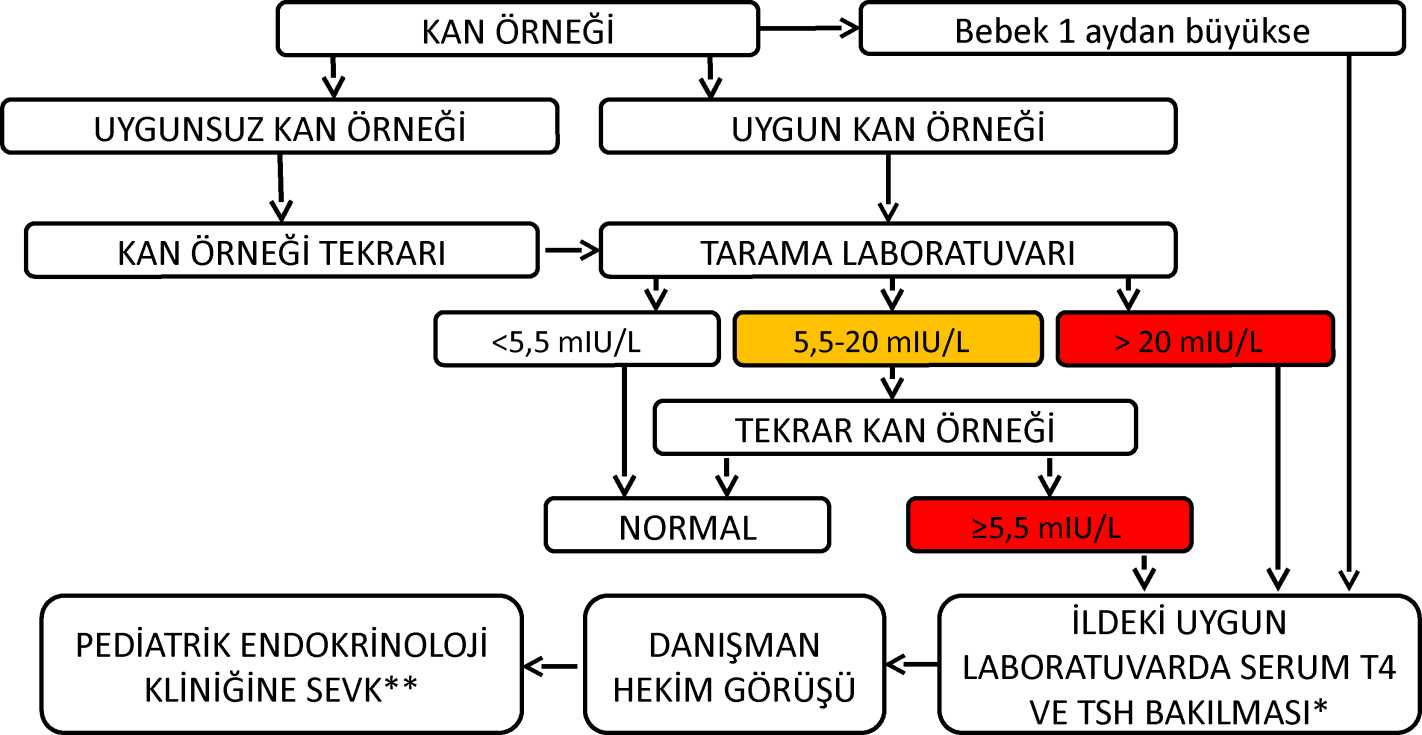 KAN ÖRNEĞİ
Bebek 1 aydan büyükse
UYGUNSUZ KAN ÖRNEĞİ
UYGUN KAN ÖRNEĞİ
KAN ÖRNEĞİ TEKRARI
TARAMA LABORATUVARI
<5,5 mIU/L
5,5-20 mIU/L
> 20 mIU/L
TEKRAR KAN ÖRNEĞİ
NORMAL
≥5,5 mIU/L
PEDİATRİK ENDOKRİNOLOJİ
KLİNİĞİNE SEVK**
DANIŞMAN
HEKİM GÖRÜŞÜ
İLDEKİ UYGUN
LABORATUVARDA SERUM T4
VE TSH BAKILMASI*